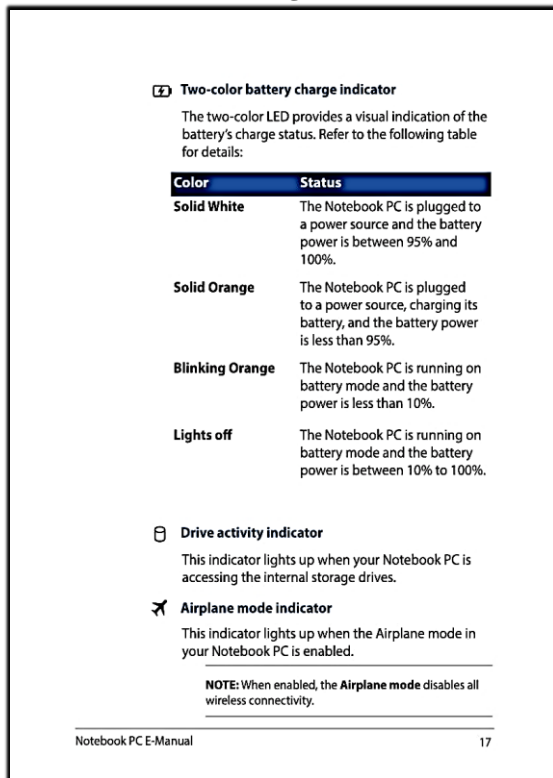 Two-color battery charge indicator
The two-color LED provides a visual indication of the
battery's charge status. Refer to the following table
for details:
Color Status
Solid White The Notebook PC is plugged to
a power source and the battery
power is between 95% and
100%.
Solid Orange The Notebook PC is plugged
to a power source, charging its
battery, and the battery power
is less than 95%.
Blinking Orange The Notebook PC is running on
battery mode and the battery
power is less than 10%.
Lights off The Notebook PC is running on
battery mode and the battery
power is between 10% to 100%.
Drive activity indicator
This indicator lights up when your Notebook PC is
accessing the internal storage drives.
Airplane mode indicator
This indicator lights up when the Airplane mode in
your Notebook PC is enabled.
NOTE: When enabled, the Airplane mode disables all
wireless connectivity.
Notebook PC E-Manual 17